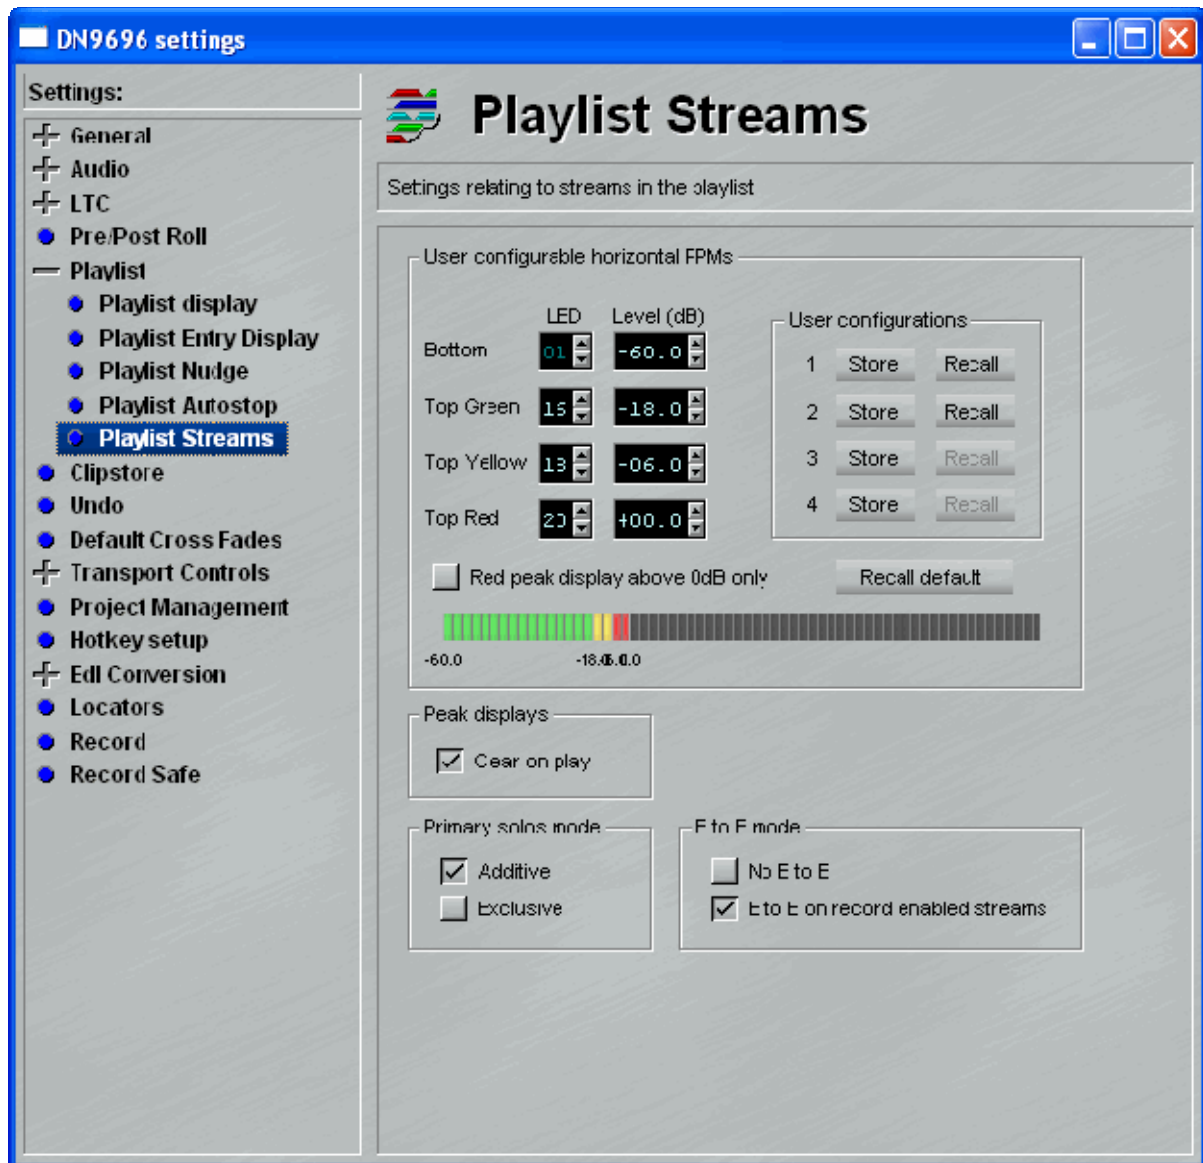 DN9696 settings
Settings:
General
Audio
LTC
Pre/Post Roll
Playlist
Playlist display
Playlist Entry Display
Playlist Nudge
Playlist Autostop
Playlist Streams
Clipstore
Undo
Default Cross Fades
Transport Controls
Project Management
Hotkey setup
Edl Conversion
Locators
Record
Record Safe
Playlist Streams
Setings relating to streams in the playlist
User configurable horizontal PPMs
LED Level (dB)
Bottom 01 -60.0
Top Green 16 -18.0
Top Yellow 18 -06.0
Top Red 20 +00.0
User configurations
1 Store Recall
2 Store Recall
3 Store Recall
4 Store Recall
Red peak display above 0dB only
Recall default
-60.0
Peak displays
Clear on play
Primary solos mode
Additive
Exclusive
E to E mode
No E to E
E to E on record enabled streams